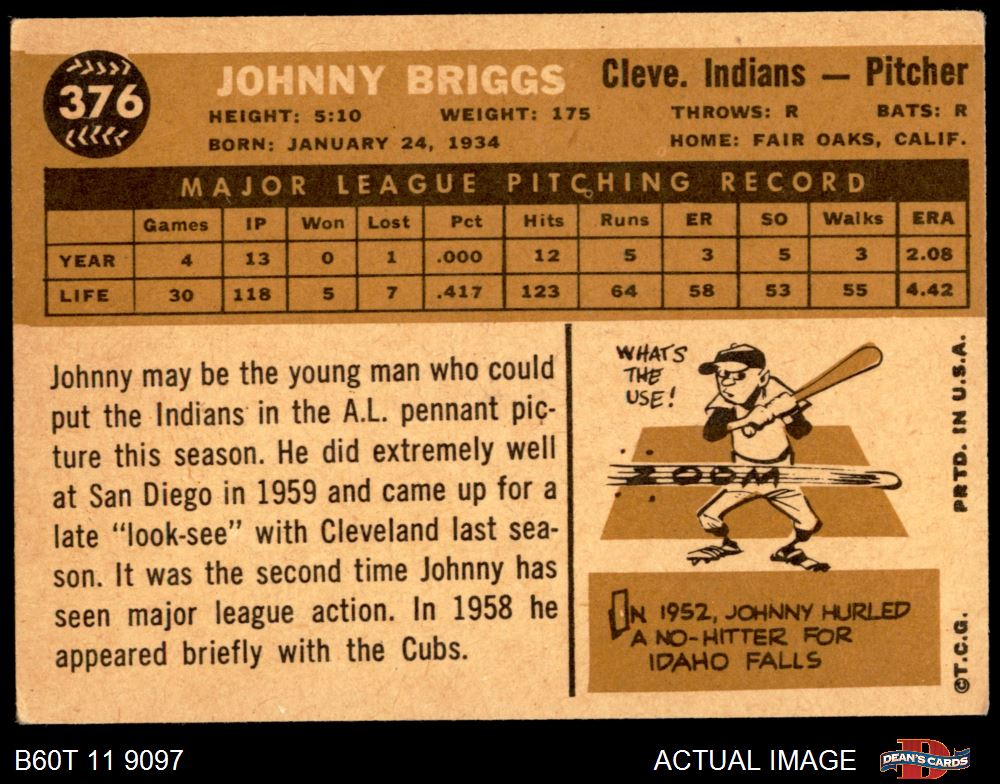 376
JOHNNY BRIGGS
Cleve. Indians — Pitcher
HEIGHT: 5:10 WEIGHT: 175 THROWS: R BATS: R
BORN: JANUARY 24, 1934 HOME: FAIR OAKS, CALIF.
MAJOR LEAGUE PITCHING RECORD
Games IP Won Lost Pct Hits Runs ER SO Walks ERA
YEAR 4 13 0 1 .000 12 5 3 5 3 2.08
LIFE 30 118 5 7 .417 123 64 58 53 55 4.42
Johnny may be the young man who could
put the Indians in the A.L. pennant pic-
ture this season. He did extremely well
at San Diego in 1959 and came up for a
late “look-see” with Cleveland last sea-
son. It was the second time Johnny has
seen major league action. In 1958 he
appeared briefly with the Cubs.
WHAT'S
THE
USE!
ZOOM
IN 1952, JOHNNY HURLED
A NO-HITTER FOR
IDAHO FALLS
©T.C.G. PRTD. IN U.S.A.
B60T 11 9097 ACTUAL IMAGE
D
DEAN'S CARDS